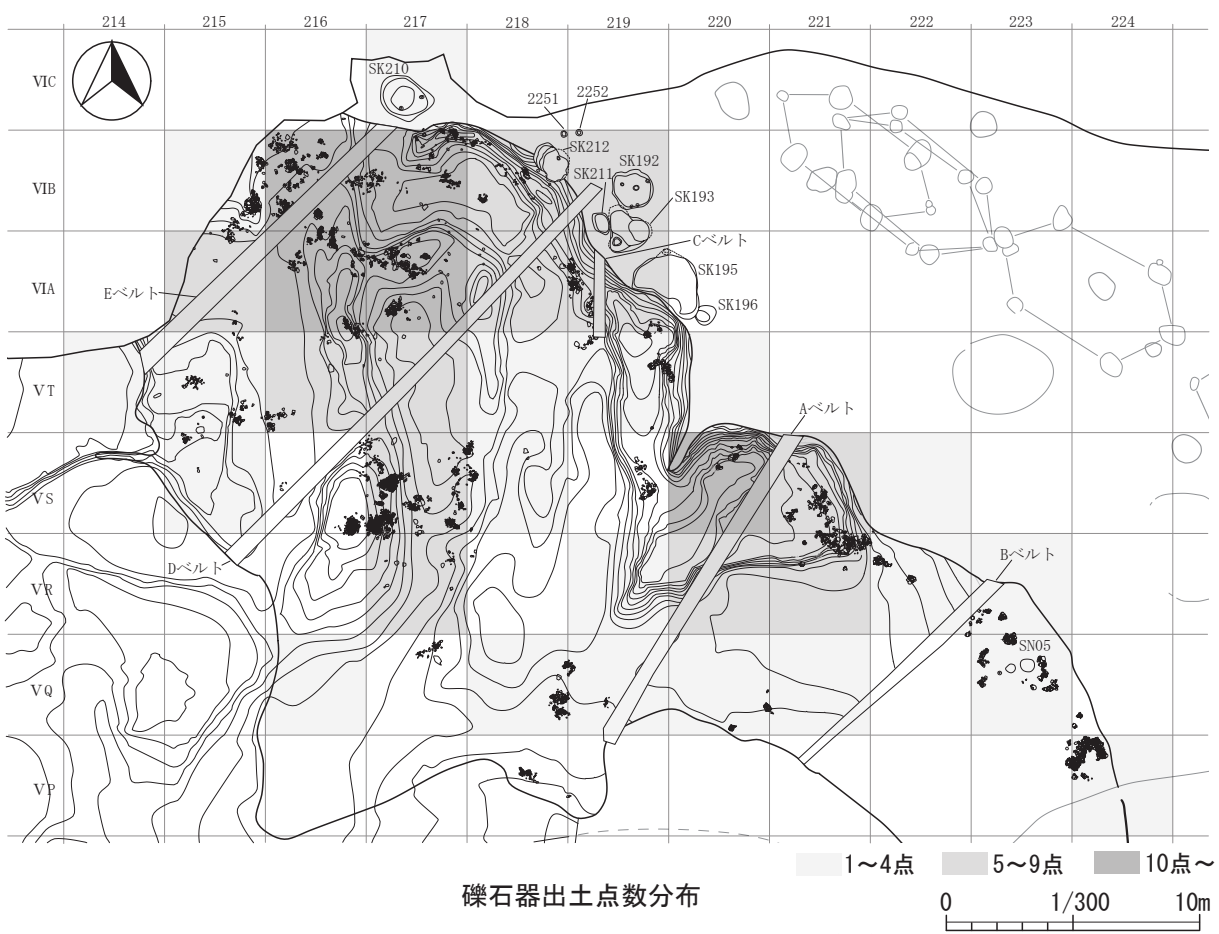 214 215 216 217 218 219 220 221 222 223 224
ⅥC
SK210
2251 2252
SK212
SK192
ⅥB
SK211
SK193
Cベルト
ⅥA
Eベルト
SK195
SK196
ⅤT
Aベルト
ⅤS
Dベルト
Bベルト
ⅤR
SN05
ⅤQ
ⅤP
1～4点 5～9点 10点～
礫石器出土点数分布
0 1/300 10m